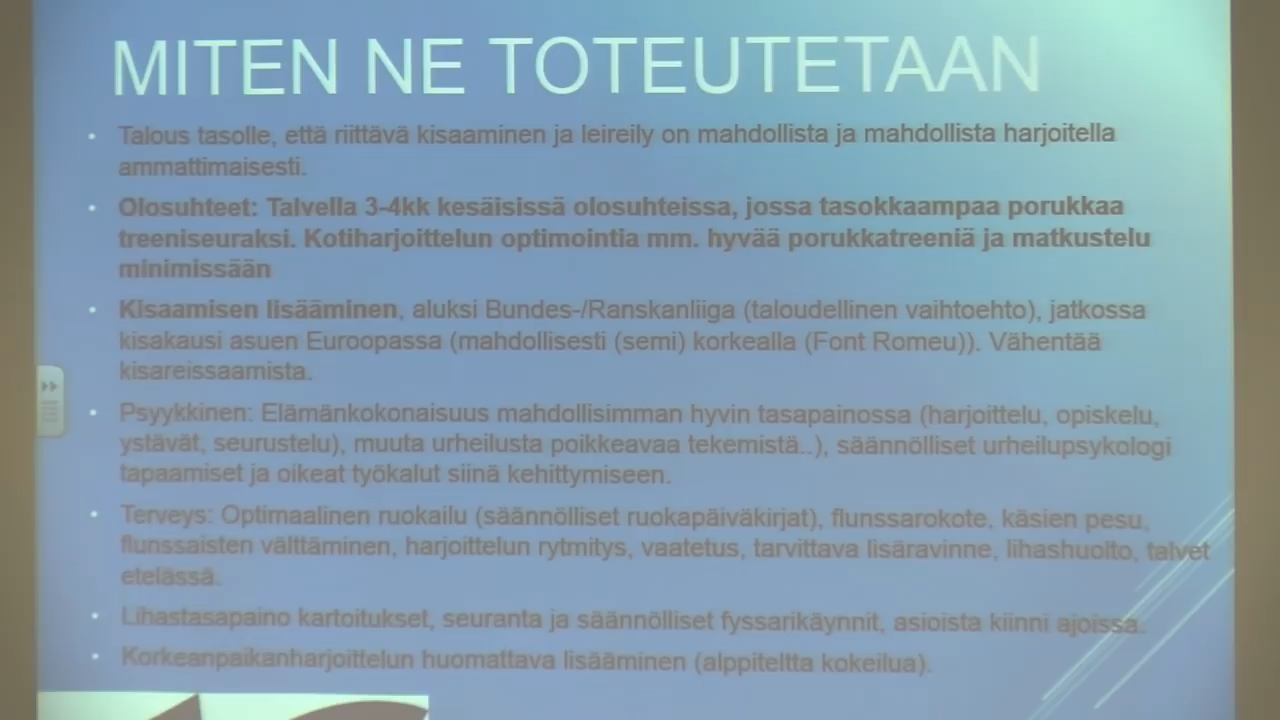 MITEN NE TOTEUTETAAN
• Talous tasolle, että riittävä kisaaminen ja leireily on mahdollista ja mahdollista harjoitella
ammattimaisesti.
• Olosuhteet: Talvella 3-4kk kesäisissä olosuhteissa, jossa tasokkaampaa porukkaa
treeniseuraksi. Kotiharjoittelun optimointia mm. hyvää porukkatreeniä ja matkustelu
minimissään
• Kisaamisen lisääminen, aluksi Bundes-/Ranskanliiga (taloudellinen vaihtoehto), jatkossa
kisakausi asuen Euroopassa (mahdollisesti (semi) korkealla (Font Romeu)). Vähentää
kisareissaamista.
• Psyykkinen: Elämänkokonaisuus mahdollisimman hyvin tasapainossa (harjoittelu, opiskelu,
ystävät, seurustelu), muuta urheilusta poikkeavaa tekemistä..), säännölliset urheilupsykologi
tapaamiset ja oikeat työkalut siinä kehittymiseen.
• Terveys: Optimaalinen ruokailu (säännölliset ruokapäiväkirjat), flunssarokote, käsien pesu,
flunssaisten välttäminen, harjoittelun rytmitys, vaatetus, tarvittava lisäravinne, lihashuolto, talvet
etelässä.
• Lihastasapaino kartoitukset, seuranta ja säännölliset fyssarikäynnit, asioista kiinni ajoissa.
• Korkeanpaikanharjoittelun huomattava lisääminen (alppiteltta kokeilua).